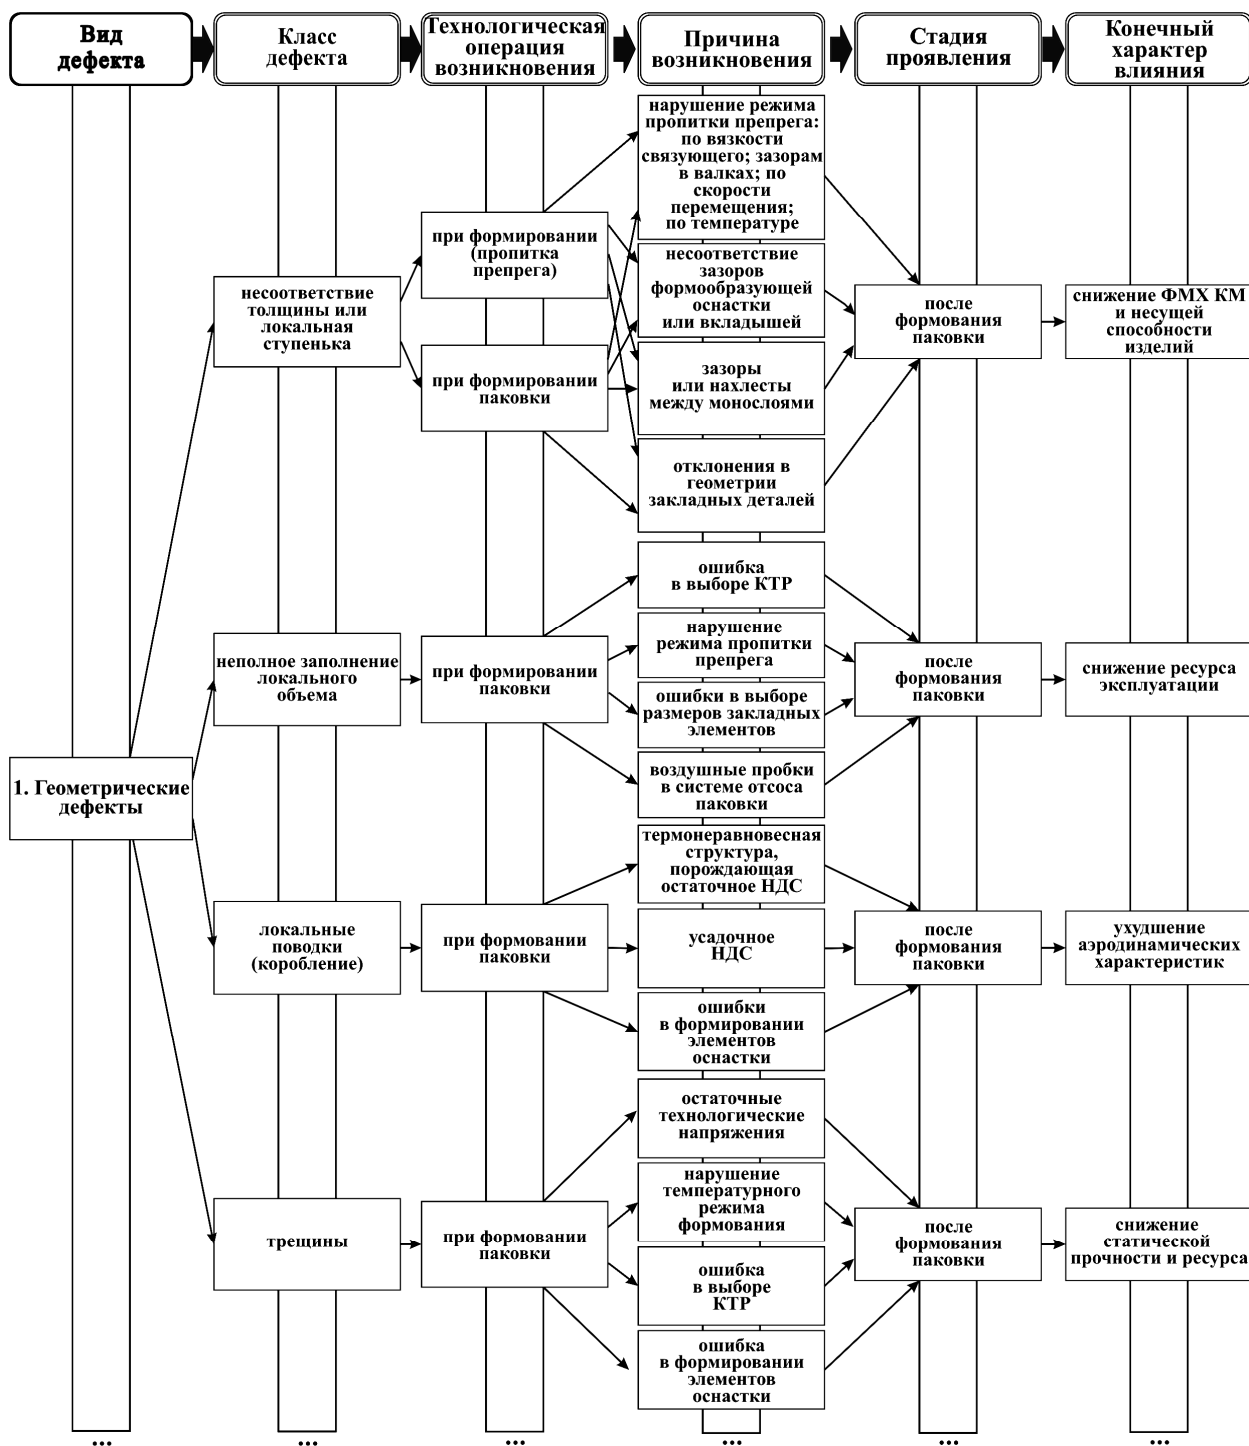 Вид
дефекта
Класс
дефекта
Технологическая
операция
возникновения
Причина
возникновения
Стадия
проявления
Конечный
характер
влияния
1. Геометрические
дефекты
несоответствие
толщины или
локальная
ступенька
при формировании
(пропитка
препрега)
при формировании
паковки
нарушение режима
пропитки препрега:
по вязкости
связующего; зазорам
в валках; по
скорости
перемещения;
по температуре
несоответствие
зазоров
формообразующей
оснастки
или вкладышей
зазоры
или нахлесты
между монослоями
отклонения в
геометрии
закладных деталей
после
формования
паковки
снижение ФМХ КМ
и несущей
способности
изделий
неполное заполнение
локального
объема
при формировании
паковки
ошибка
в выборе КТР
нарушение
режима пропитки
препрега
ошибки в выборе
размеров закладных
элементов
воздушные пробки
в системе отсоса
паковки
после
формования
паковки
снижение ресурса
эксплуатации
локальные
поводки
(коробление)
при формовании
паковки
термонеравновесная
структура,
порождающая
остаточное НДС
усадочное
НДС
ошибки
в формировании
элементов
оснастки
после
формования
паковки
ухудшение
аэродинамических
характеристик
трещины
при формовании
паковки
остаточные
технологические
напряжения
нарушение
температурного
режима
формования
ошибка
в выборе
КТР
ошибка
в формировании
элементов
оснастки
после
формования
паковки
снижение
статической
прочности и ресурса
...
...
...
...
...
...